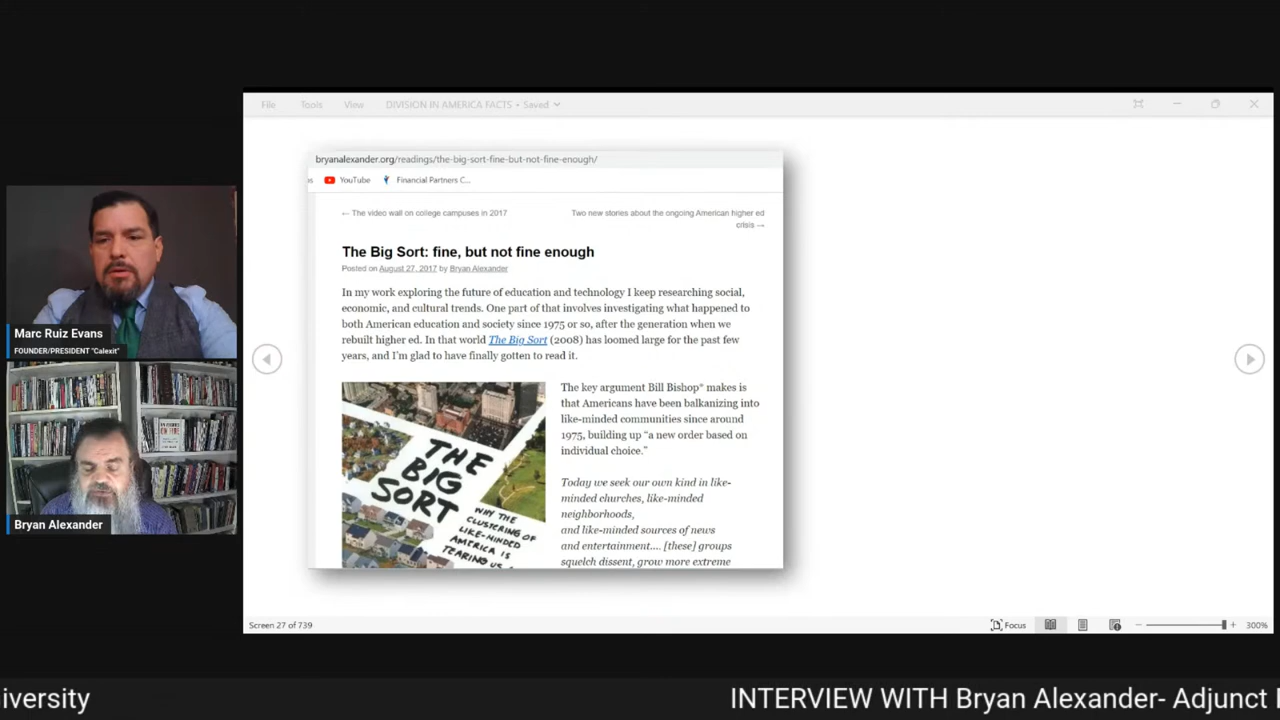 File Tools View DIVISION IN AMERICA FACTS • Saved
bryanalexander.org/readings/the-big-sort-fine-but-not-fine-enough/
YouTube Financial Partners C...
← The video wall on college campuses in 2017
Two new stories about the ongoing American higher ed
crisis →
The Big Sort: fine, but not fine enough
Posted on August 27, 2017 by Bryan Alexander
In my work exploring the future of education and technology I keep researching social,
economic, and cultural trends. One part of that involves investigating what happened to
both American education and society since 1975 or so, after the generation when we
rebuilt higher ed. In that world The Big Sort (2008) has loomed large for the past few
years, and I'm glad to have finally gotten to read it.
THE
BIG
SORT
WHY THE
CLUSTERING OF
LIKE-MINDED
AMERICA IS
TEARING US
The key argument Bill Bishop* makes is
that Americans have been balkanizing into
like-minded communities since around
1975, building up “a new order based on
individual choice.”
Today we seek our own kind in like-
minded churches, like-minded
neighborhoods,
and like-minded sources of news
and entertainment.... [these] groups
squelch dissent, grow more extreme
Marc Ruiz Evans
FOUNDER/PRESIDENT "Calexit"
Bryan Alexander
Screen 27 of 739
Focus
300%
iversity
INTERVIEW WITH Bryan Alexander- Adjunct